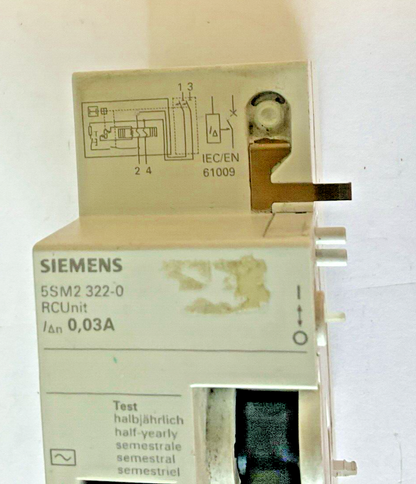 1 3
I∆
2 4
IEC/EN
61009
SIEMENS
5SM2 322-0
RCUnit
I∆n 0,03A
I
O
Test
halbjährlich
half-yearly
semestrale
semestral
semestriel